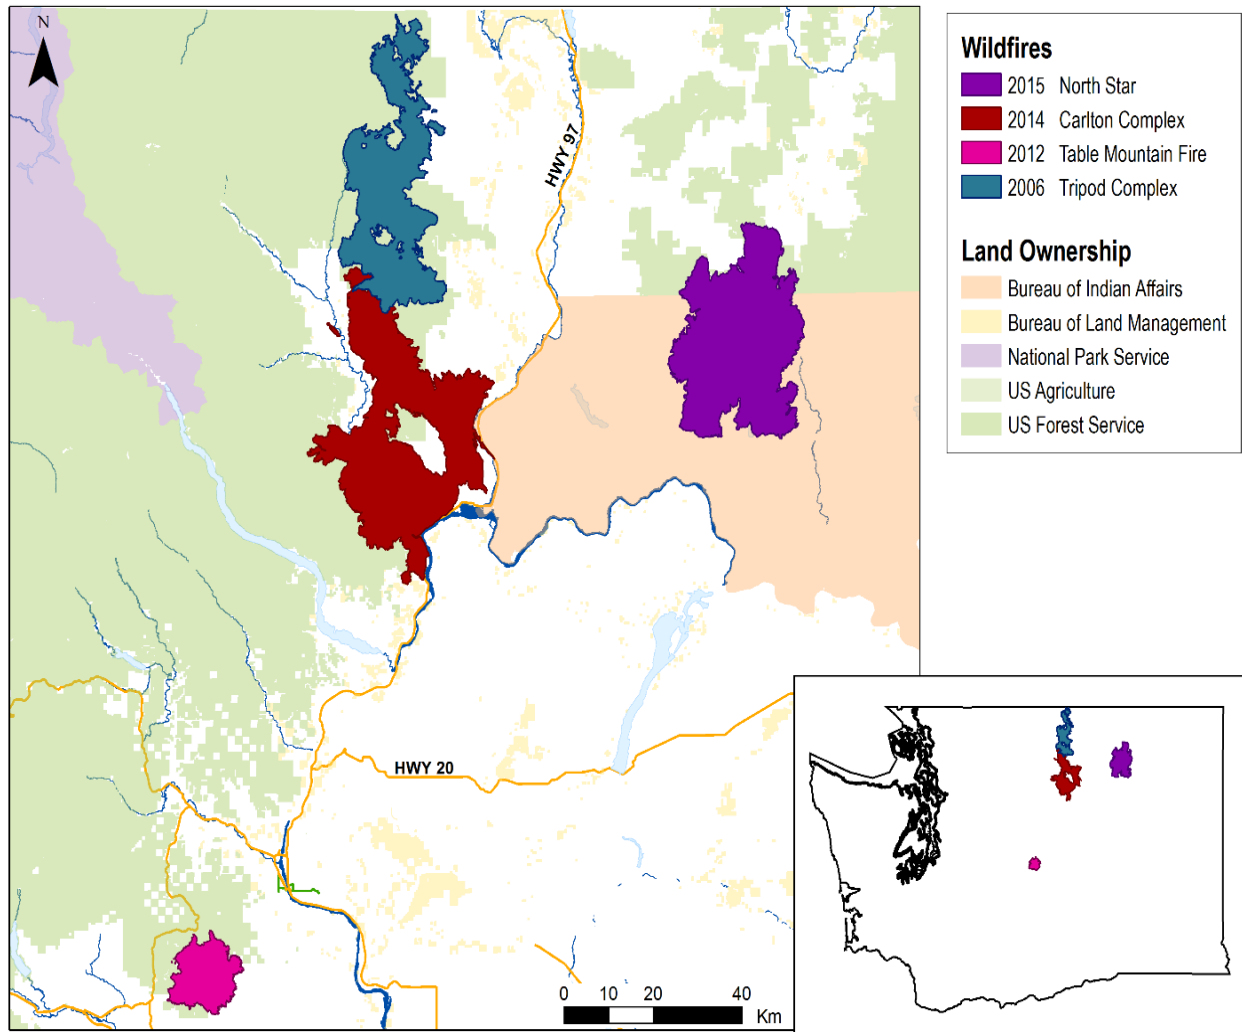 N
HWY 97
HWY 20
0 10 20 40
Km
Wildfires
2015 North Star
2014 Carlton Complex
2012 Table Mountain Fire
2006 Tripod Complex
Land Ownership
Bureau of Indian Affairs
Bureau of Land Management
National Park Service
US Agriculture
US Forest Service